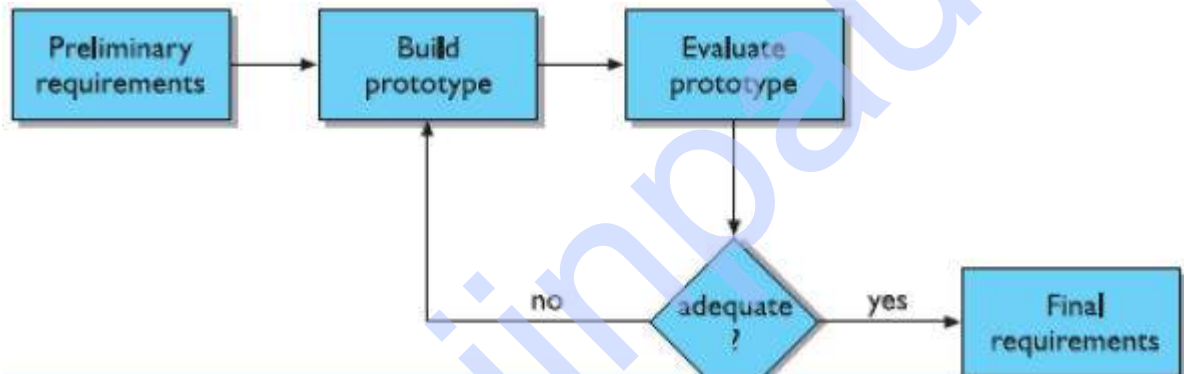 Preliminary
requirements
Build
prototype
Evaluate
prototype
no
adequate
?
yes
Final
requirements